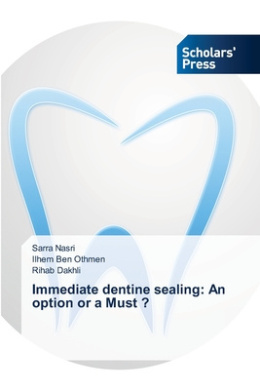 Scholars'
Press
Sarra Nasri
Ilhem Ben Othmen
Rihab Dakhli
Immediate dentine sealing: An
option or a Must ?